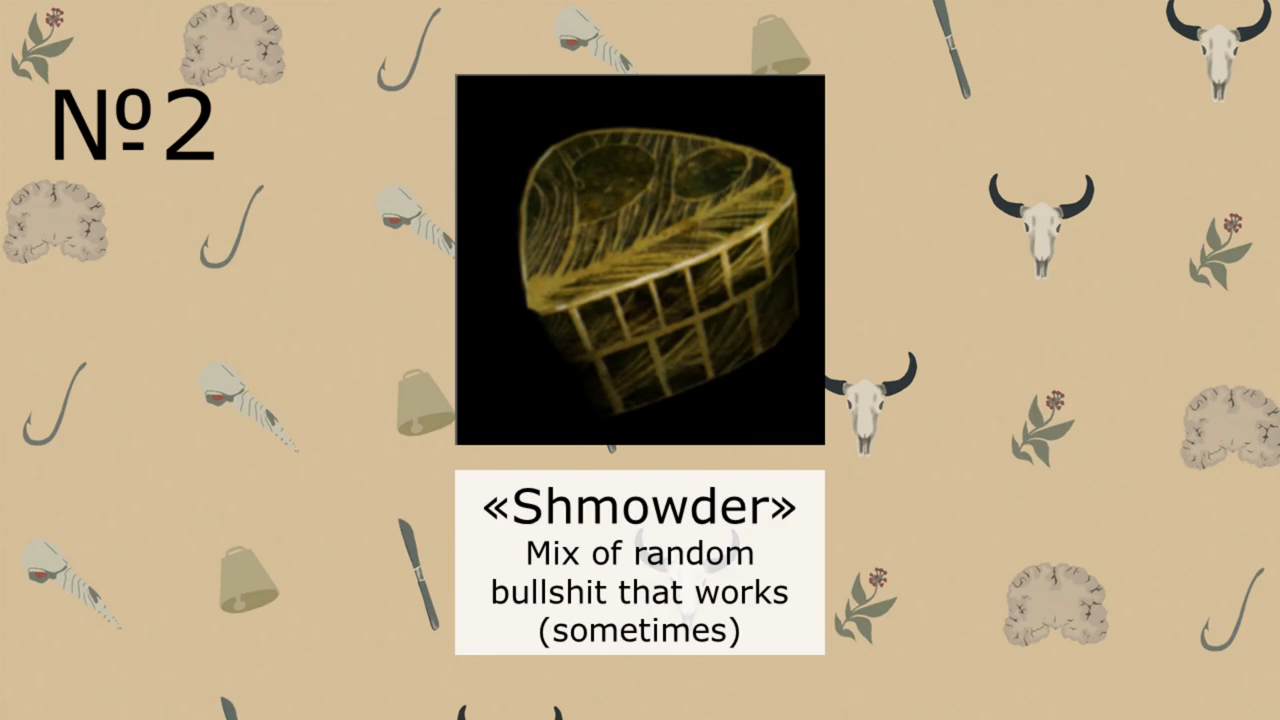 №2
«Shmowder»
Mix of random
bullshit that works
(sometimes)